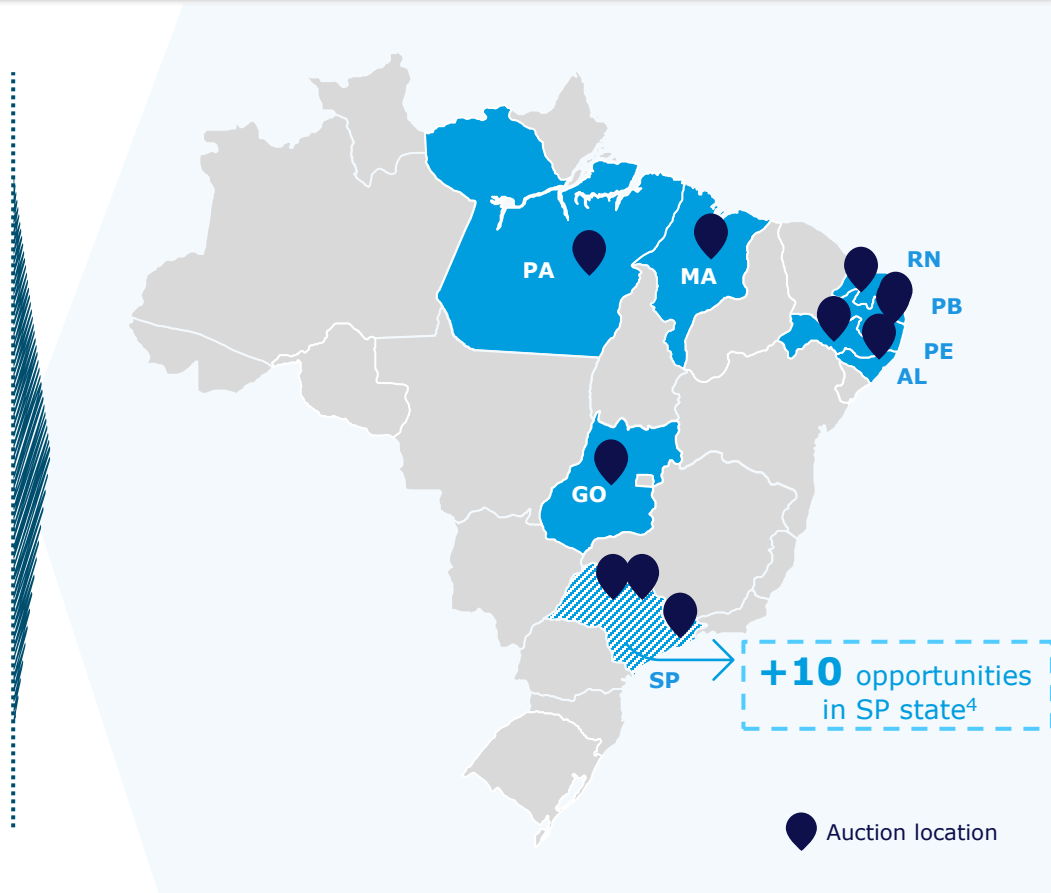 RN
PA
MA
PB
PE
AL
GO
SP
+10 opportunities
in SP state⁴
Auction location